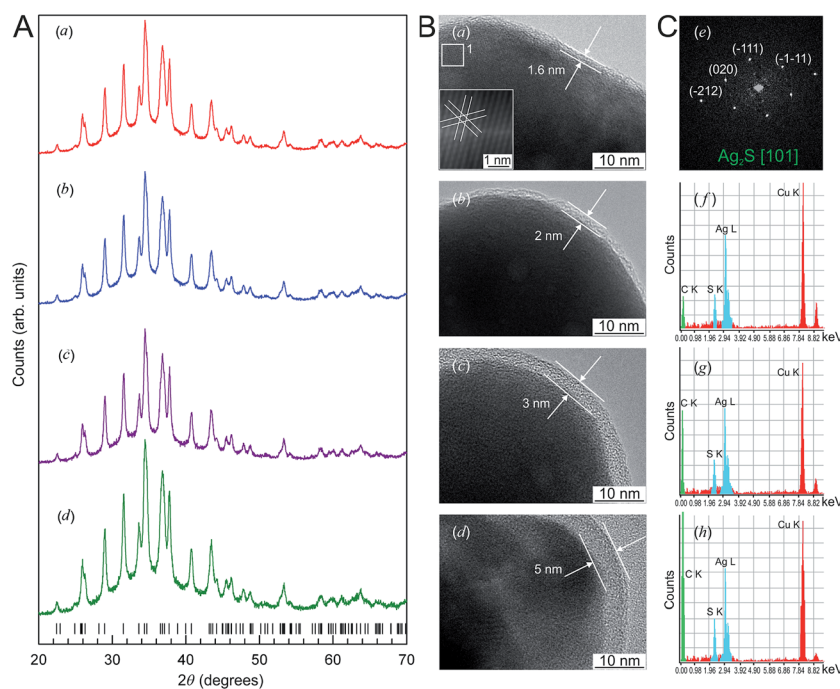 A
(a)
(b)
(c)
(d)
Counts (arb. units)
20 30 40 50 60 70
2θ (degrees)
B
(a)
1
1.6 nm
1 nm
10 nm
(b)
2 nm
10 nm
(c)
3 nm
10 nm
(d)
5 nm
10 nm
C
(e)
(-111)
(-1-11)
(020)
(-212)
Ag₂S [101]
(f)
Cu K
Ag L
C K
S K
Counts
0.00 0.98 1.96 2.94 3.92 4.90 5.88 6.86 7.84 8.82 keV
(g)
Cu K
C K
Ag L
S K
Counts
0.00 0.98 1.96 2.94 3.92 4.90 5.88 6.86 7.84 8.82 keV
(h)
Cu K
Ag L
C K
S K
Counts
0.00 0.98 1.96 2.94 3.92 4.90 5.88 6.86 7.84 8.82 keV